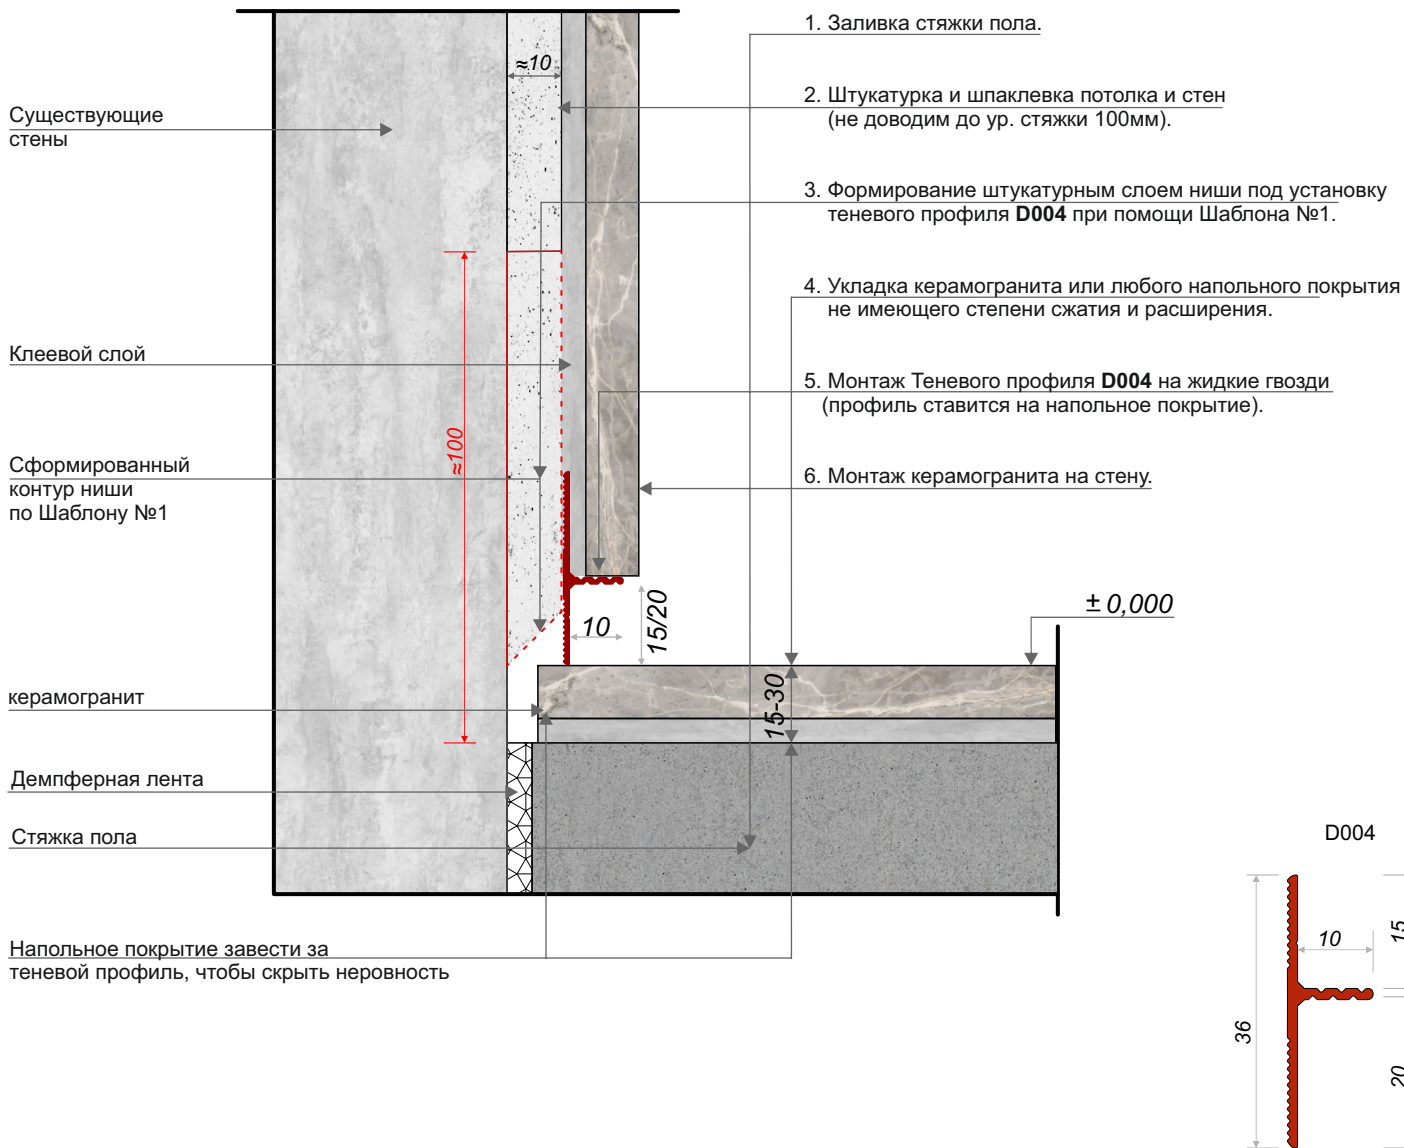 1. Заливка стяжки пола.
≈10
2. Штукатурка и шпаклевка потолка и стен
(не доводим до ур. стяжки 100мм).
Существующие
стены
3. Формирование штукатурным слоем ниши под установку
теневого профиля D004 при помощи Шаблона №1.
4. Укладка керамогранита или любого напольного покрытия
не имеющего степени сжатия и расширения.
Клеевой слой
5. Монтаж Теневого профиля D004 на жидкие гвозди
(профиль ставится на напольное покрытие).
≈100
Сформированный
контур ниши
по Шаблону №1
6. Монтаж керамогранита на стену.
10
15/20
± 0,000
керамогранит
15-30
Демпферная лента
Стяжка пола
Напольное покрытие завести за
теневой профиль, чтобы скрыть неровность
D004
10
15
36
20